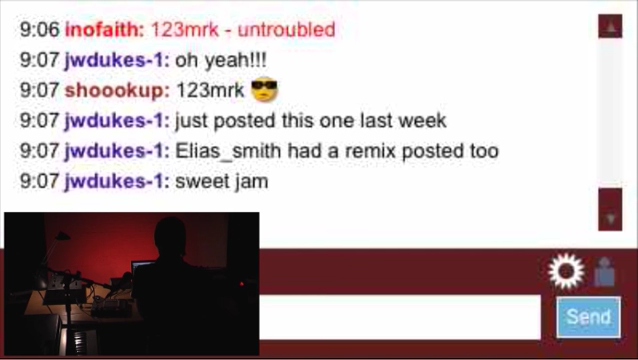 9:06 inofaith: 123mrk - untroubled
9:07 jwdukes-1: oh yeah!!!
9:07 shoookup: 123mrk
9:07 jwdukes-1: just posted this one last week
9:07 jwdukes-1: Elias_smith had a remix posted too
9:07 jwdukes-1: sweet jam
Send